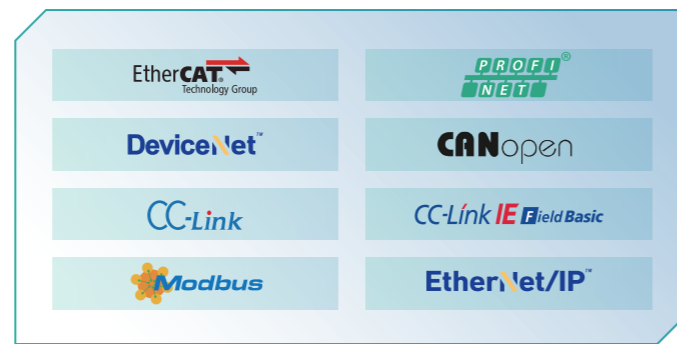 EtherCAT®
Technology Group
PROFI®
NET
DeviceNet™
CANopen
CC-Link
CC-Link IE Field Basic
Modbus
EtherNet/IP™